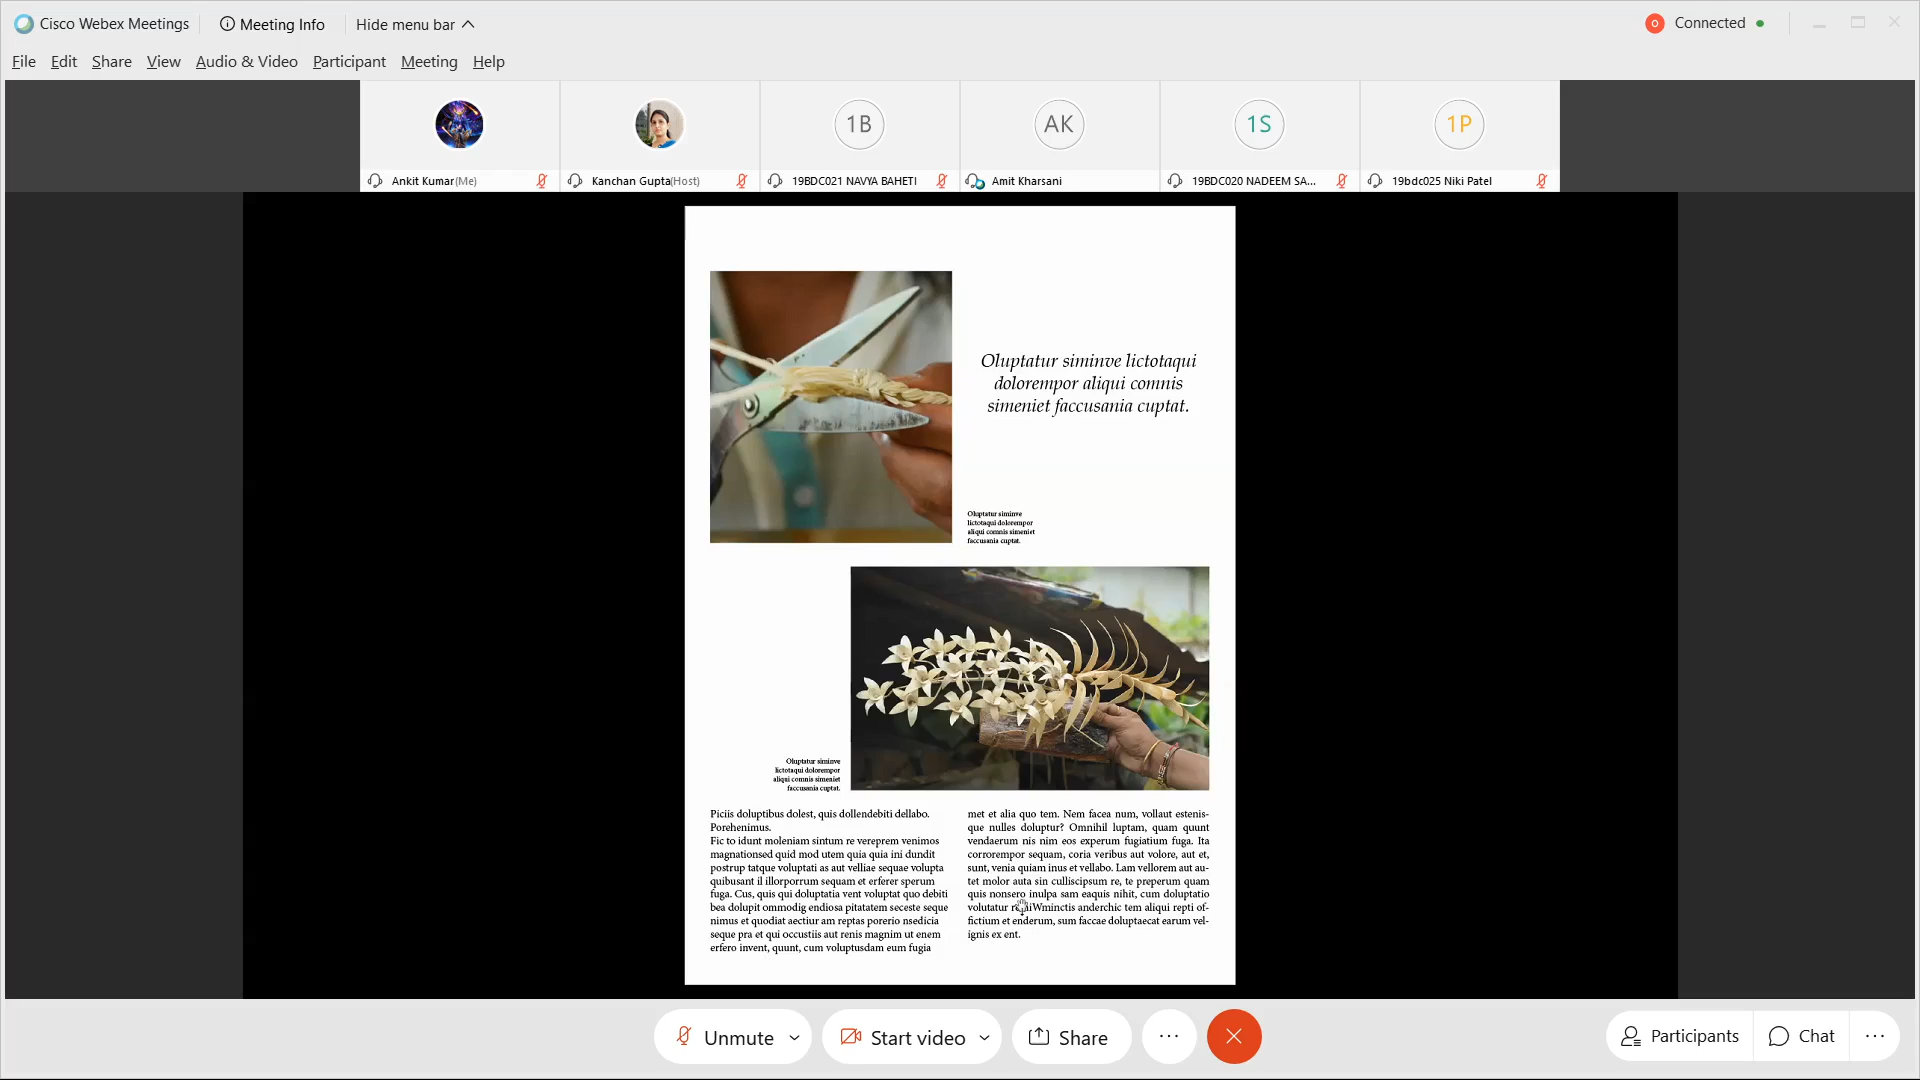 Cisco Webex Meetings
Meeting Info
Hide menu bar
Connected
File Edit Share View Audio & Video Participant Meeting Help
1B
AK
1S
1P
Ankit Kumar(Me)
Kanchan Gupta(Host)
19BDC021 NAVYA BAHETI
Amit Kharsani
19BDC020 NADEEM SA...
19bdc025 Niki Patel
Oluptatur siminve lictotaqui
dolorempor aliqui comnis
simeniet faccusania cuptat.
Oluptatur siminve
lictotaqui dolorempor
aliqui comnis simeniet
faccusania cuptat.
Oluptatur siminve
lictotaqui dolorempor
aliqui comnis simeniet
faccusania cuptat.
Piciis doluptibus dolest, quis dollendebiti dellabo.
Porehenimus.
Fic to idunt moleniam sintum re vereprem venimos
magnationsed quid mod utem quia quia ini dundit
postrup tatque voluptati as aut velliae sequae volupta
quibusant il illorporrum sequam et erferer sperum
fuga. Cus, quis qui doluptatia vent voluptat quo debiti
bea dolupit ommodig endiosa pitatatem seceste seque
nimus et quodiat aectiur am reptas porerio nsedicia
seque pra et qui occustiis aut renis magnim ut enem
erfero invent, quunt, cum voluptusdam eum fugia
met et alia quo tem. Nem facea num, vollaut estenis-
que nulles doluptur? Omnihil luptam, quam quunt
vendaerum nis nim eos experum fugiatium fuga. Ita
corrorempor sequam, coria veribus aut volore, aut et,
sunt, venia quiam inus et vellabo. Lam vellorem aut au-
tet molor auta sin culliscipsum re, te preperum quam
quis nonsero inulpa sam eaquis nihit, cum doluptatio
volutatur anderchic tem aliqui repti of-
fictium et enderum, sum faccae doluptaecat earum vel-
ignis ex ent.
Unmute
Start video
Share
Participants
Chat